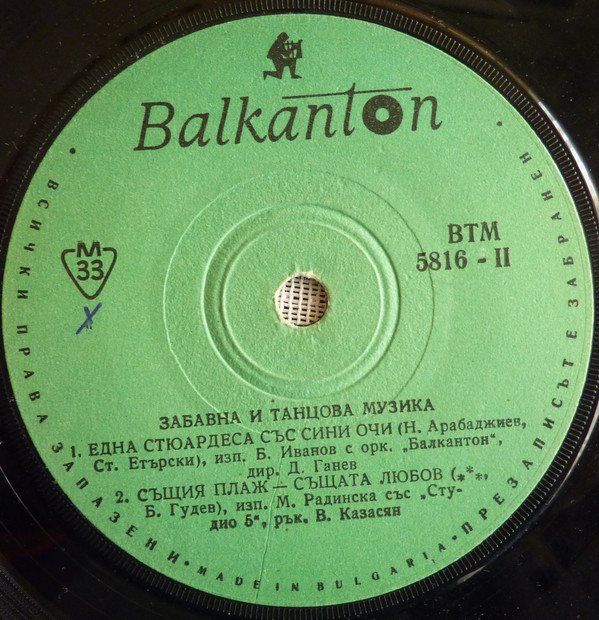 Balkanton
ВТМ
5816 - II
M
33
X
ЗАБАВНА И ТАНЦОВА МУЗИКА
1. ЕДНА СТЮАРДЕСА СЪС СИНИ ОЧИ (Н. Арабаджиев,
Ст. Етърски), изп. Б. Иванов с орк. „Балкантон“,
дир. Д. Ганев
2. СЪЩИЯ ПЛАЖ — СЪЩАТА ЛЮБОВ (***,
Б. Гудев), изп. М. Радинска със „Сту-
дио 5“, рък. В. Казасян
• ВСИЧКИ ПРАВА ЗАПАЗЕНИ • MADE IN BULGARIA • ПРЕЗАПИСЪТ Е ЗАБРАНЕН •